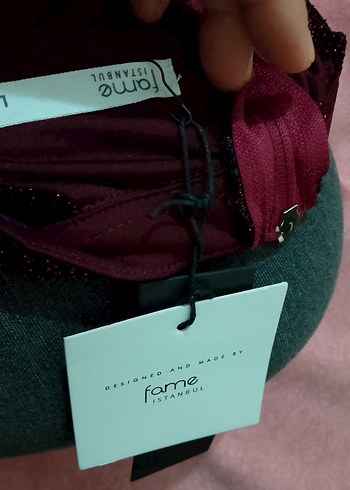 fame
ISTANBUL
L
DESIGNED AND MADE BY
fame
ISTANBUL